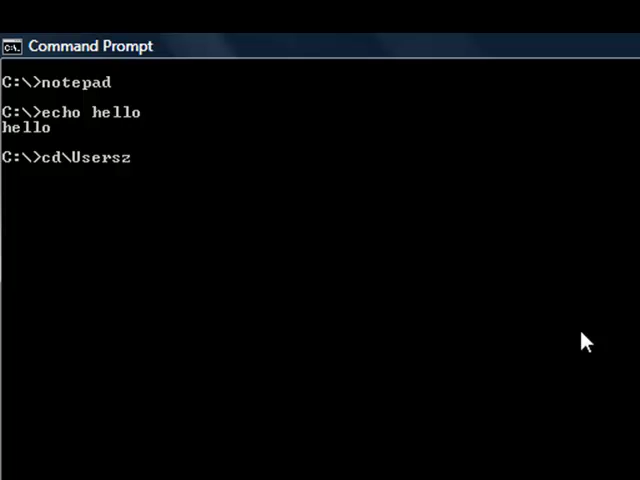 Command Prompt
C:\>notepad
C:\>echo hello
hello
C:\>cd\Usersz